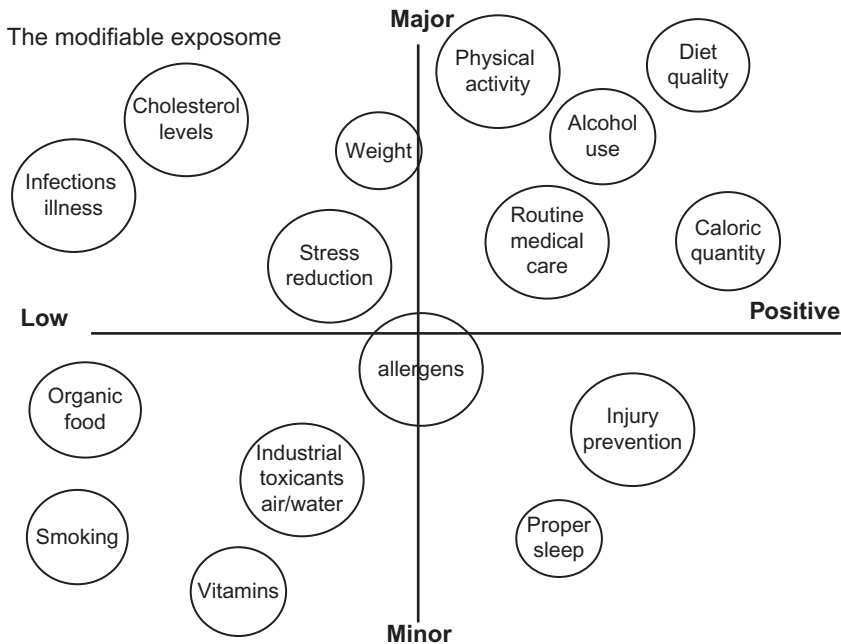 Major
The modifiable exosome
Physical
activity
Diet
quality
Cholesterol
levels
Alcohol
use
Weight
Infections
illness
Routine
medical
care
Caloric
quantity
Stress
reduction
Low
Positive
allergens
Organic
food
Injury
prevention
Industrial
toxicants
air/water
Smoking
Proper
sleep
Vitamins
Minor